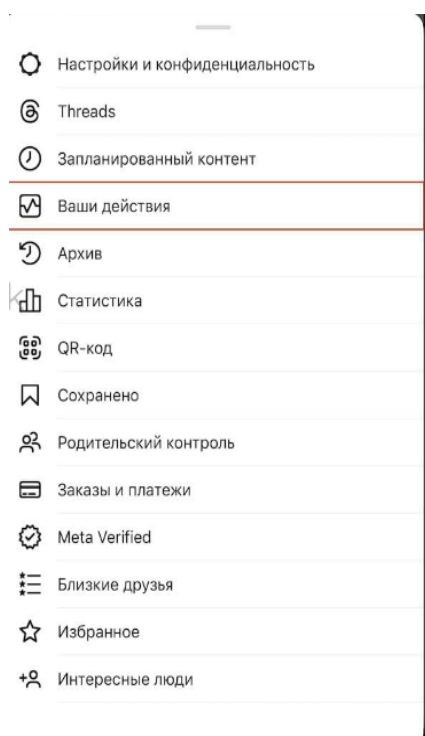 Настройки и конфиденциальность
Threads
Запланированный контент
Ваши действия
Архив
Статистика
QR-код
Сохранено
Родительский контроль
Заказы и платежи
Meta Verified
Близкие друзья
Избранное
Интересные люди